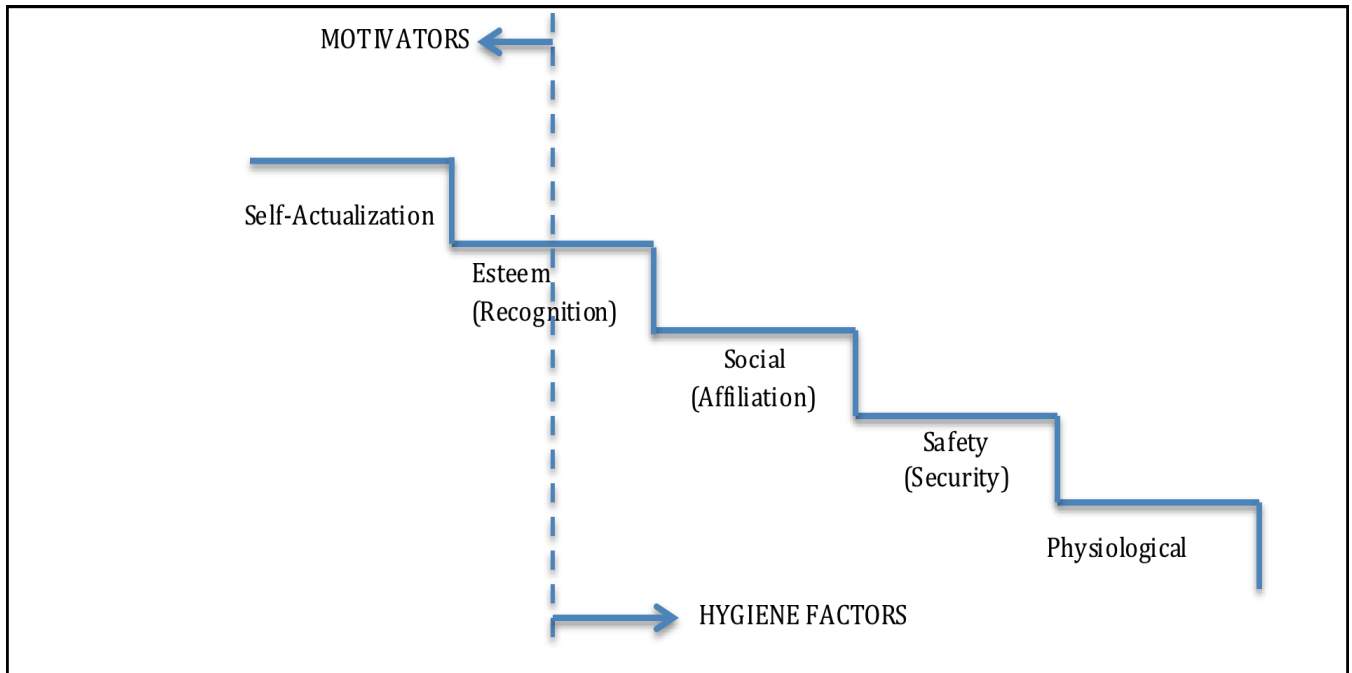 MOTIVATORS
Self-Actualization
Esteem
(Recognition)
Social
(Affiliation)
Safety
(Security)
Physiological
HYGIENE FACTORS